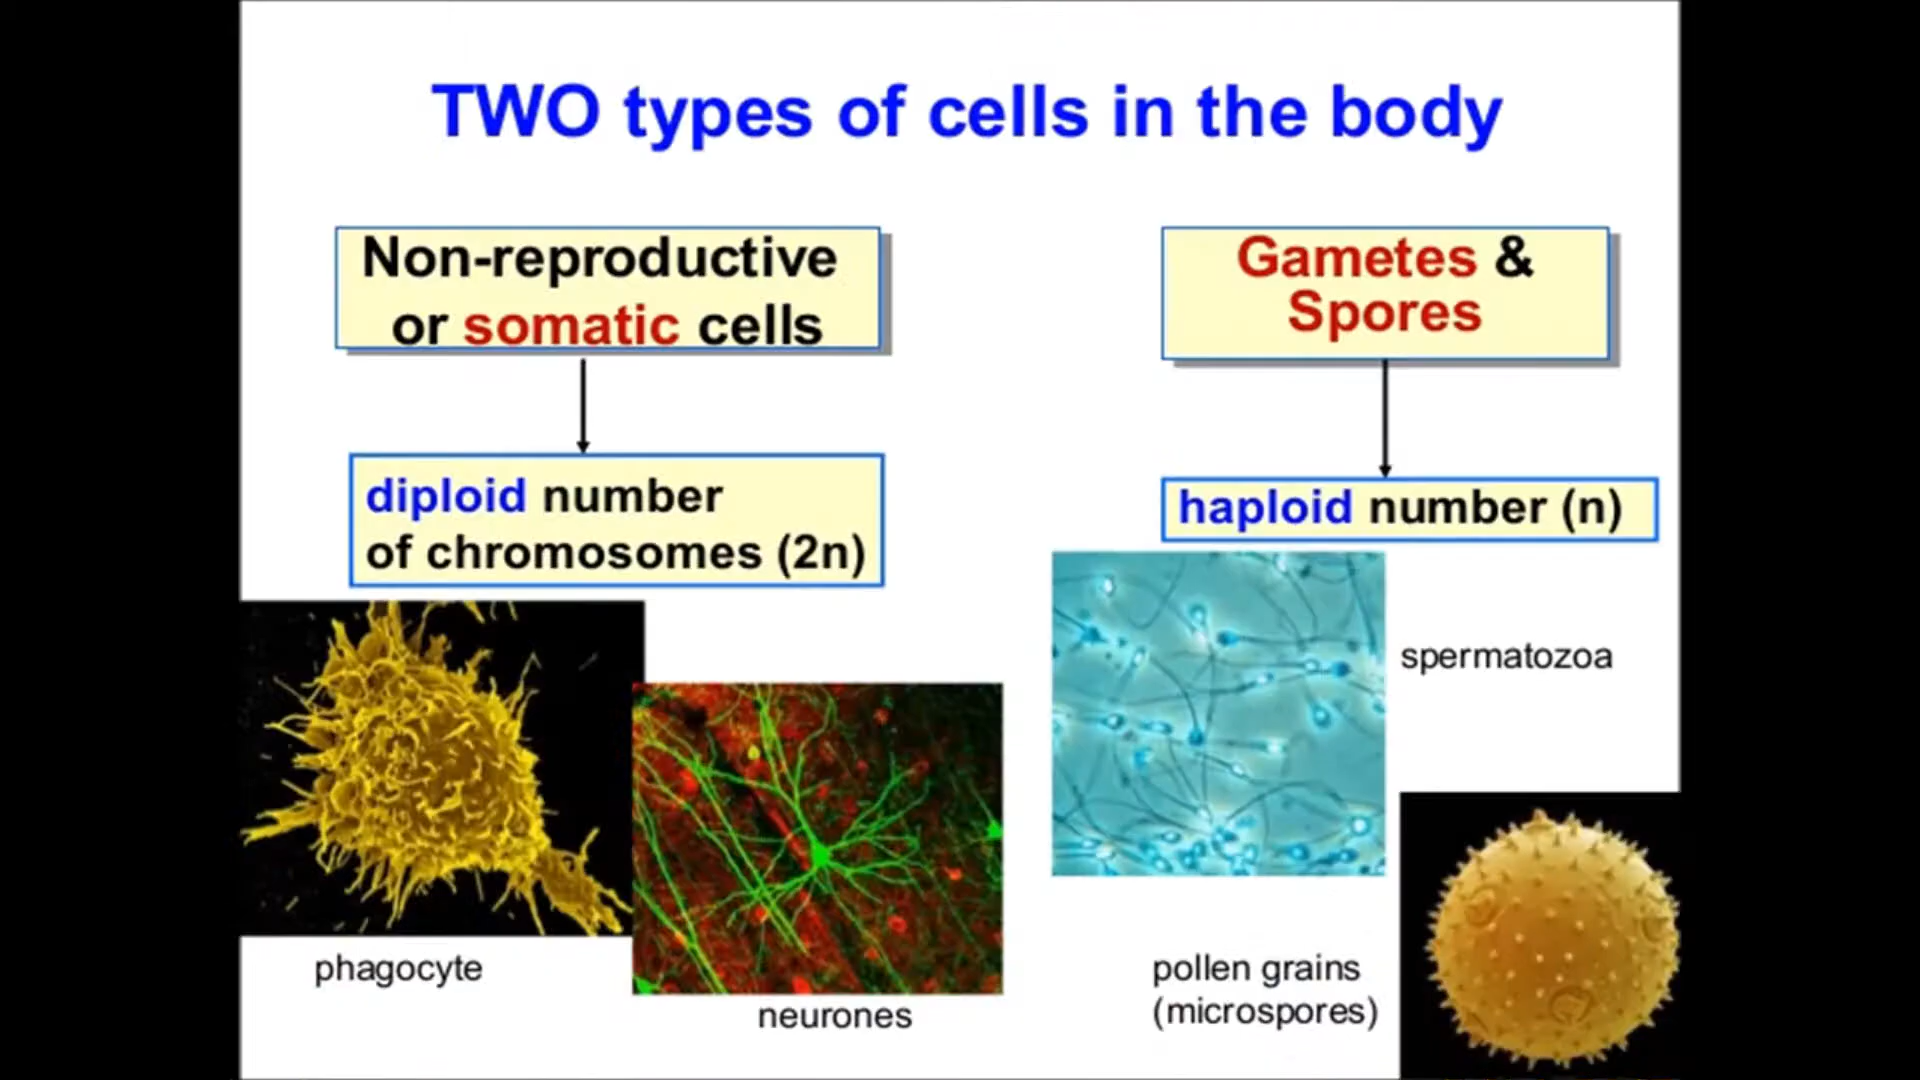 TWO types of cells in the body
Non-reproductive
or somatic cells
diploid number
of chromosomes (2n)
phagocyte
neurones
Gametes &
Spores
haploid number (n)
spermatozoa
pollen grains
(microspores)